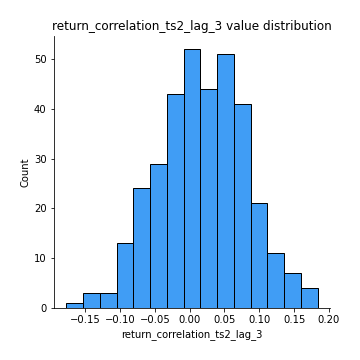 return_correlation_ts2_lag_3 value distribution
50
40
30
20
10
0
Count
−0.15 −0.10 −0.05 0.00 0.05 0.10 0.15 0.20
return_correlation_ts2_lag_3